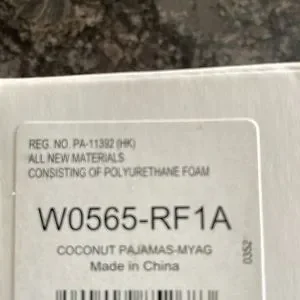 REG. NO. PA-11392 (HK)
ALL NEW MATERIALS
CONSISTING OF POLYURETHANE FOAM
W0565-RF1A
COCONUT PAJAMAS-MYAG
Made in China
0352